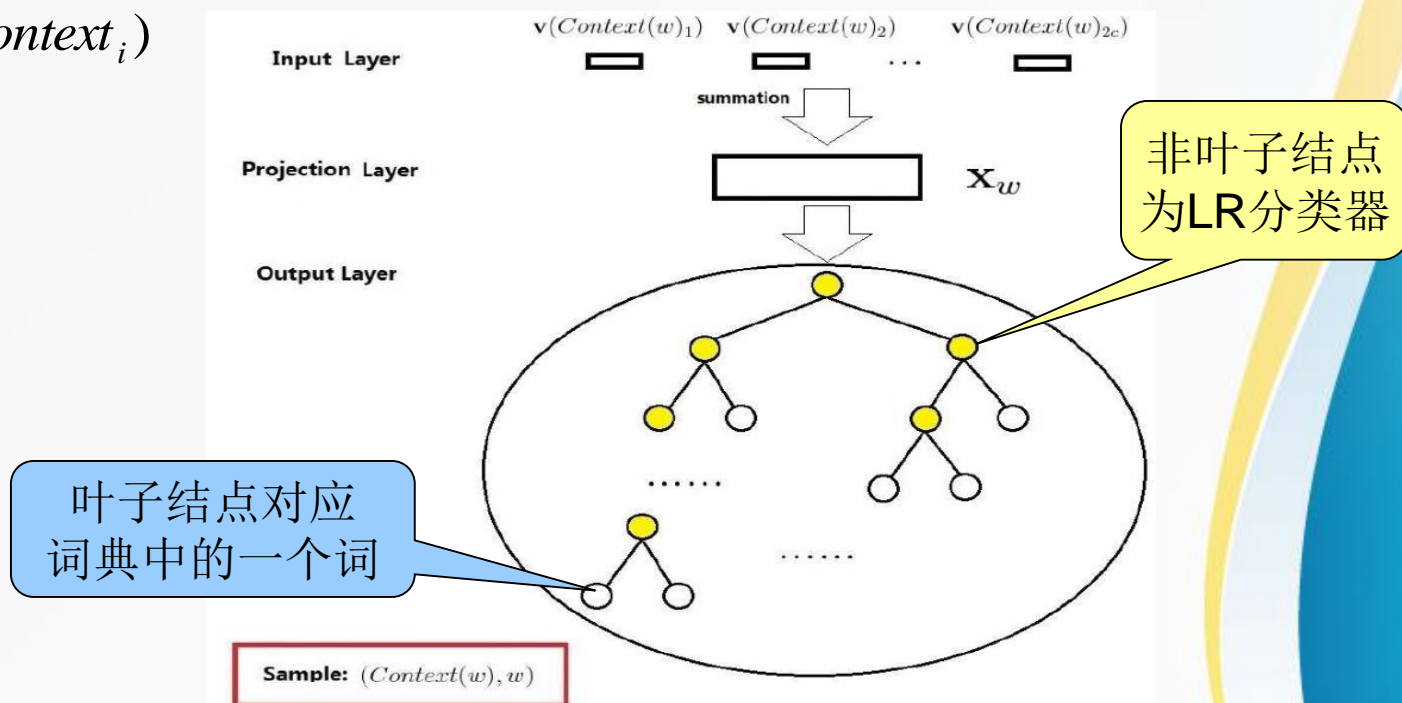 ontext_i)
v(Context(w)_1) v(Context(w)_2) v(Context(w)_{2c})
Input Layer
...
summation
Projection Layer
X_w
非叶子结点
为LR分类器
Output Layer
......
叶子结点对应
词典中的一个词
......
Sample: (Context(w), w)